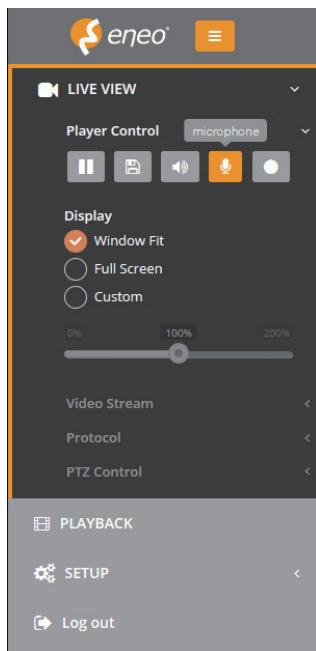 eneo®
LIVE VIEW
Player Control microphone
Display
Window Fit
Full Screen
Custom
0% 100% 200%
Video Stream
Protocol
PTZ Control
PLAYBACK
SETUP
Log out